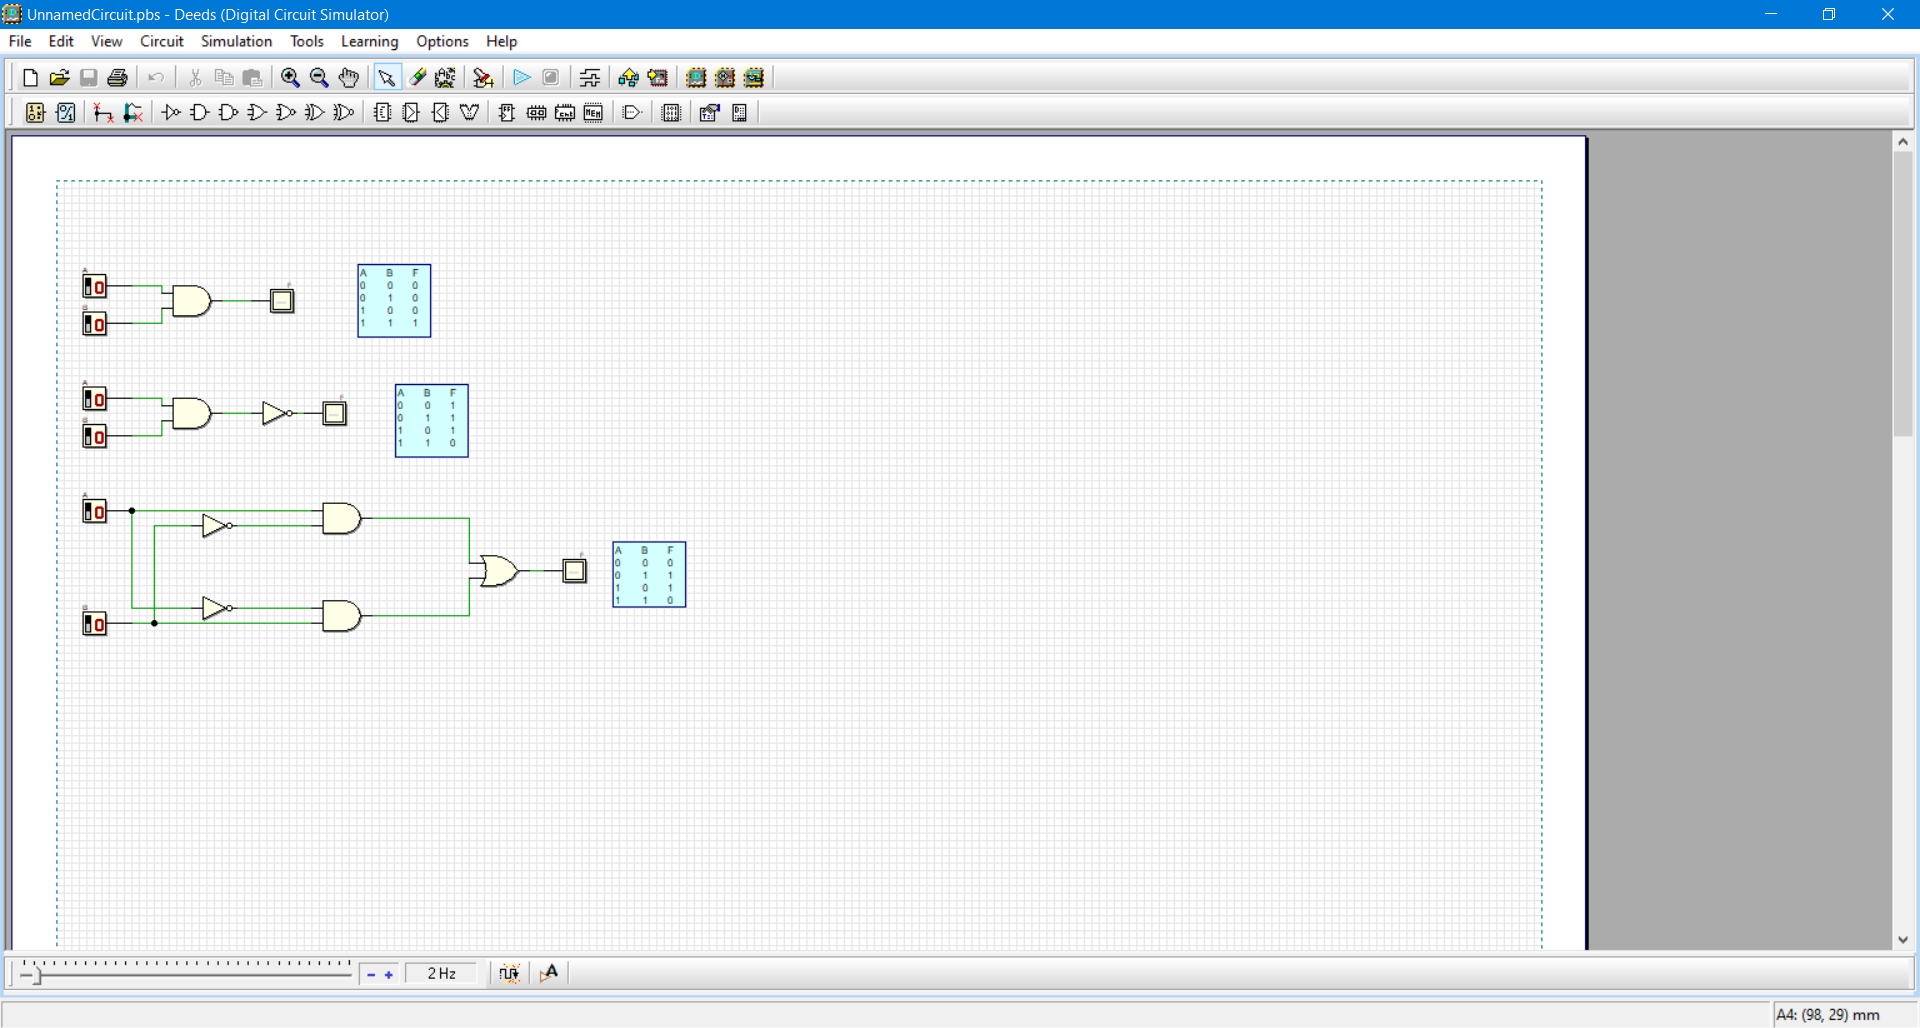 UnnamedCircuit.pbs - Deeds (Digital Circuit Simulator)
File Edit View Circuit Simulation Tools Learning Options Help
A
0
B
0
F
A B F
0 0 0
0 1 0
1 0 0
1 1 1
A
0
B
0
F
A B F
0 0 1
0 1 1
1 0 1
1 1 0
A
0
B
0
F
A B F
0 0 0
0 1 1
1 0 1
1 1 0
- + 2 Hz A
A4: (98, 29) mm